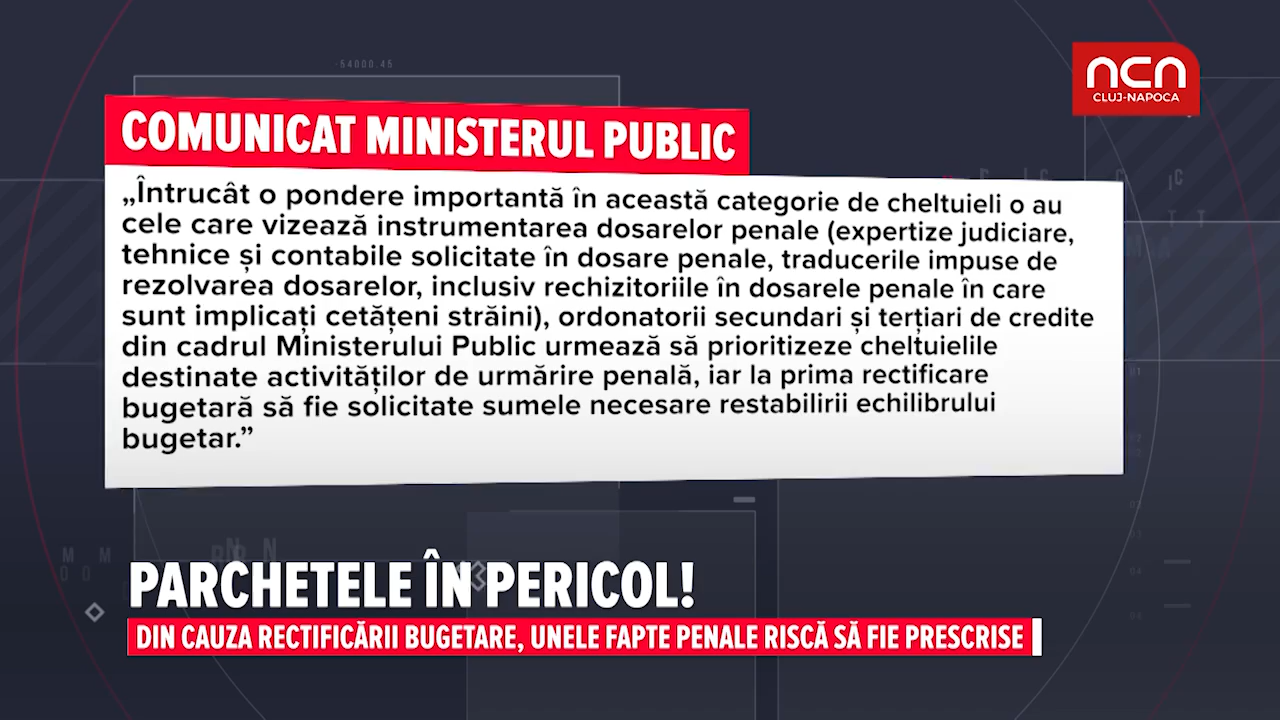 54000.45
ncn
CLUJ-NAPOCA
COMUNICAT MINISTERUL PUBLIC
„Întrucât o pondere importantă în această categorie de cheltuieli o au
cele care vizează instrumentarea dosarelor penale (expertize judiciare,
tehnice și contabile solicitate în dosare penale, traducerile impuse de
rezolvarea dosarelor, inclusiv rechizitoriile în dosarele penale în care
sunt implicați cetățeni străini), ordonatorii secundari și terțiari de credite
din cadrul Ministerului Public urmează să prioritizeze cheltuielile
destinate activităților de urmărire penală, iar la prima rectificare
bugetară să fie solicitate sumele necesare restabilirii echilibrului
bugetar.”
PARCHETELE ÎN PERICOL!
DIN CAUZA RECTIFICĂRII BUGETARE, UNELE FAPTE PENALE RISCĂ SĂ FIE PRESCRISE